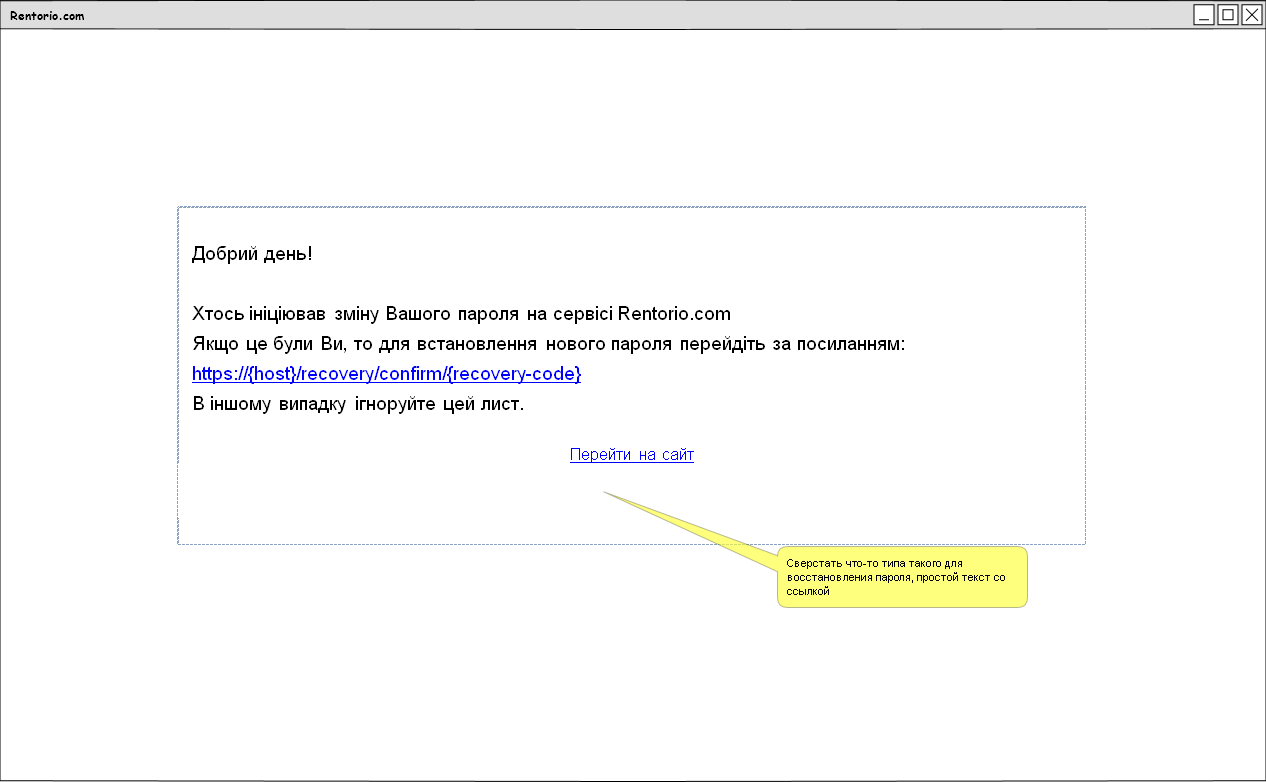 Rentorio.com
Добрий день!
Хтось ініціював зміну Вашого пароля на сервісі Rentorio.com
Якщо це були Ви, то для встановлення нового пароля перейдіть за посиланням:
https://{host}/recovery/confirm/{recovery-code}
В іншому випадку ігноруйте цей лист.
Перейти на сайт
Сверстать что-то типа такого для
восстановления пароля, простой текст со
ссылкой